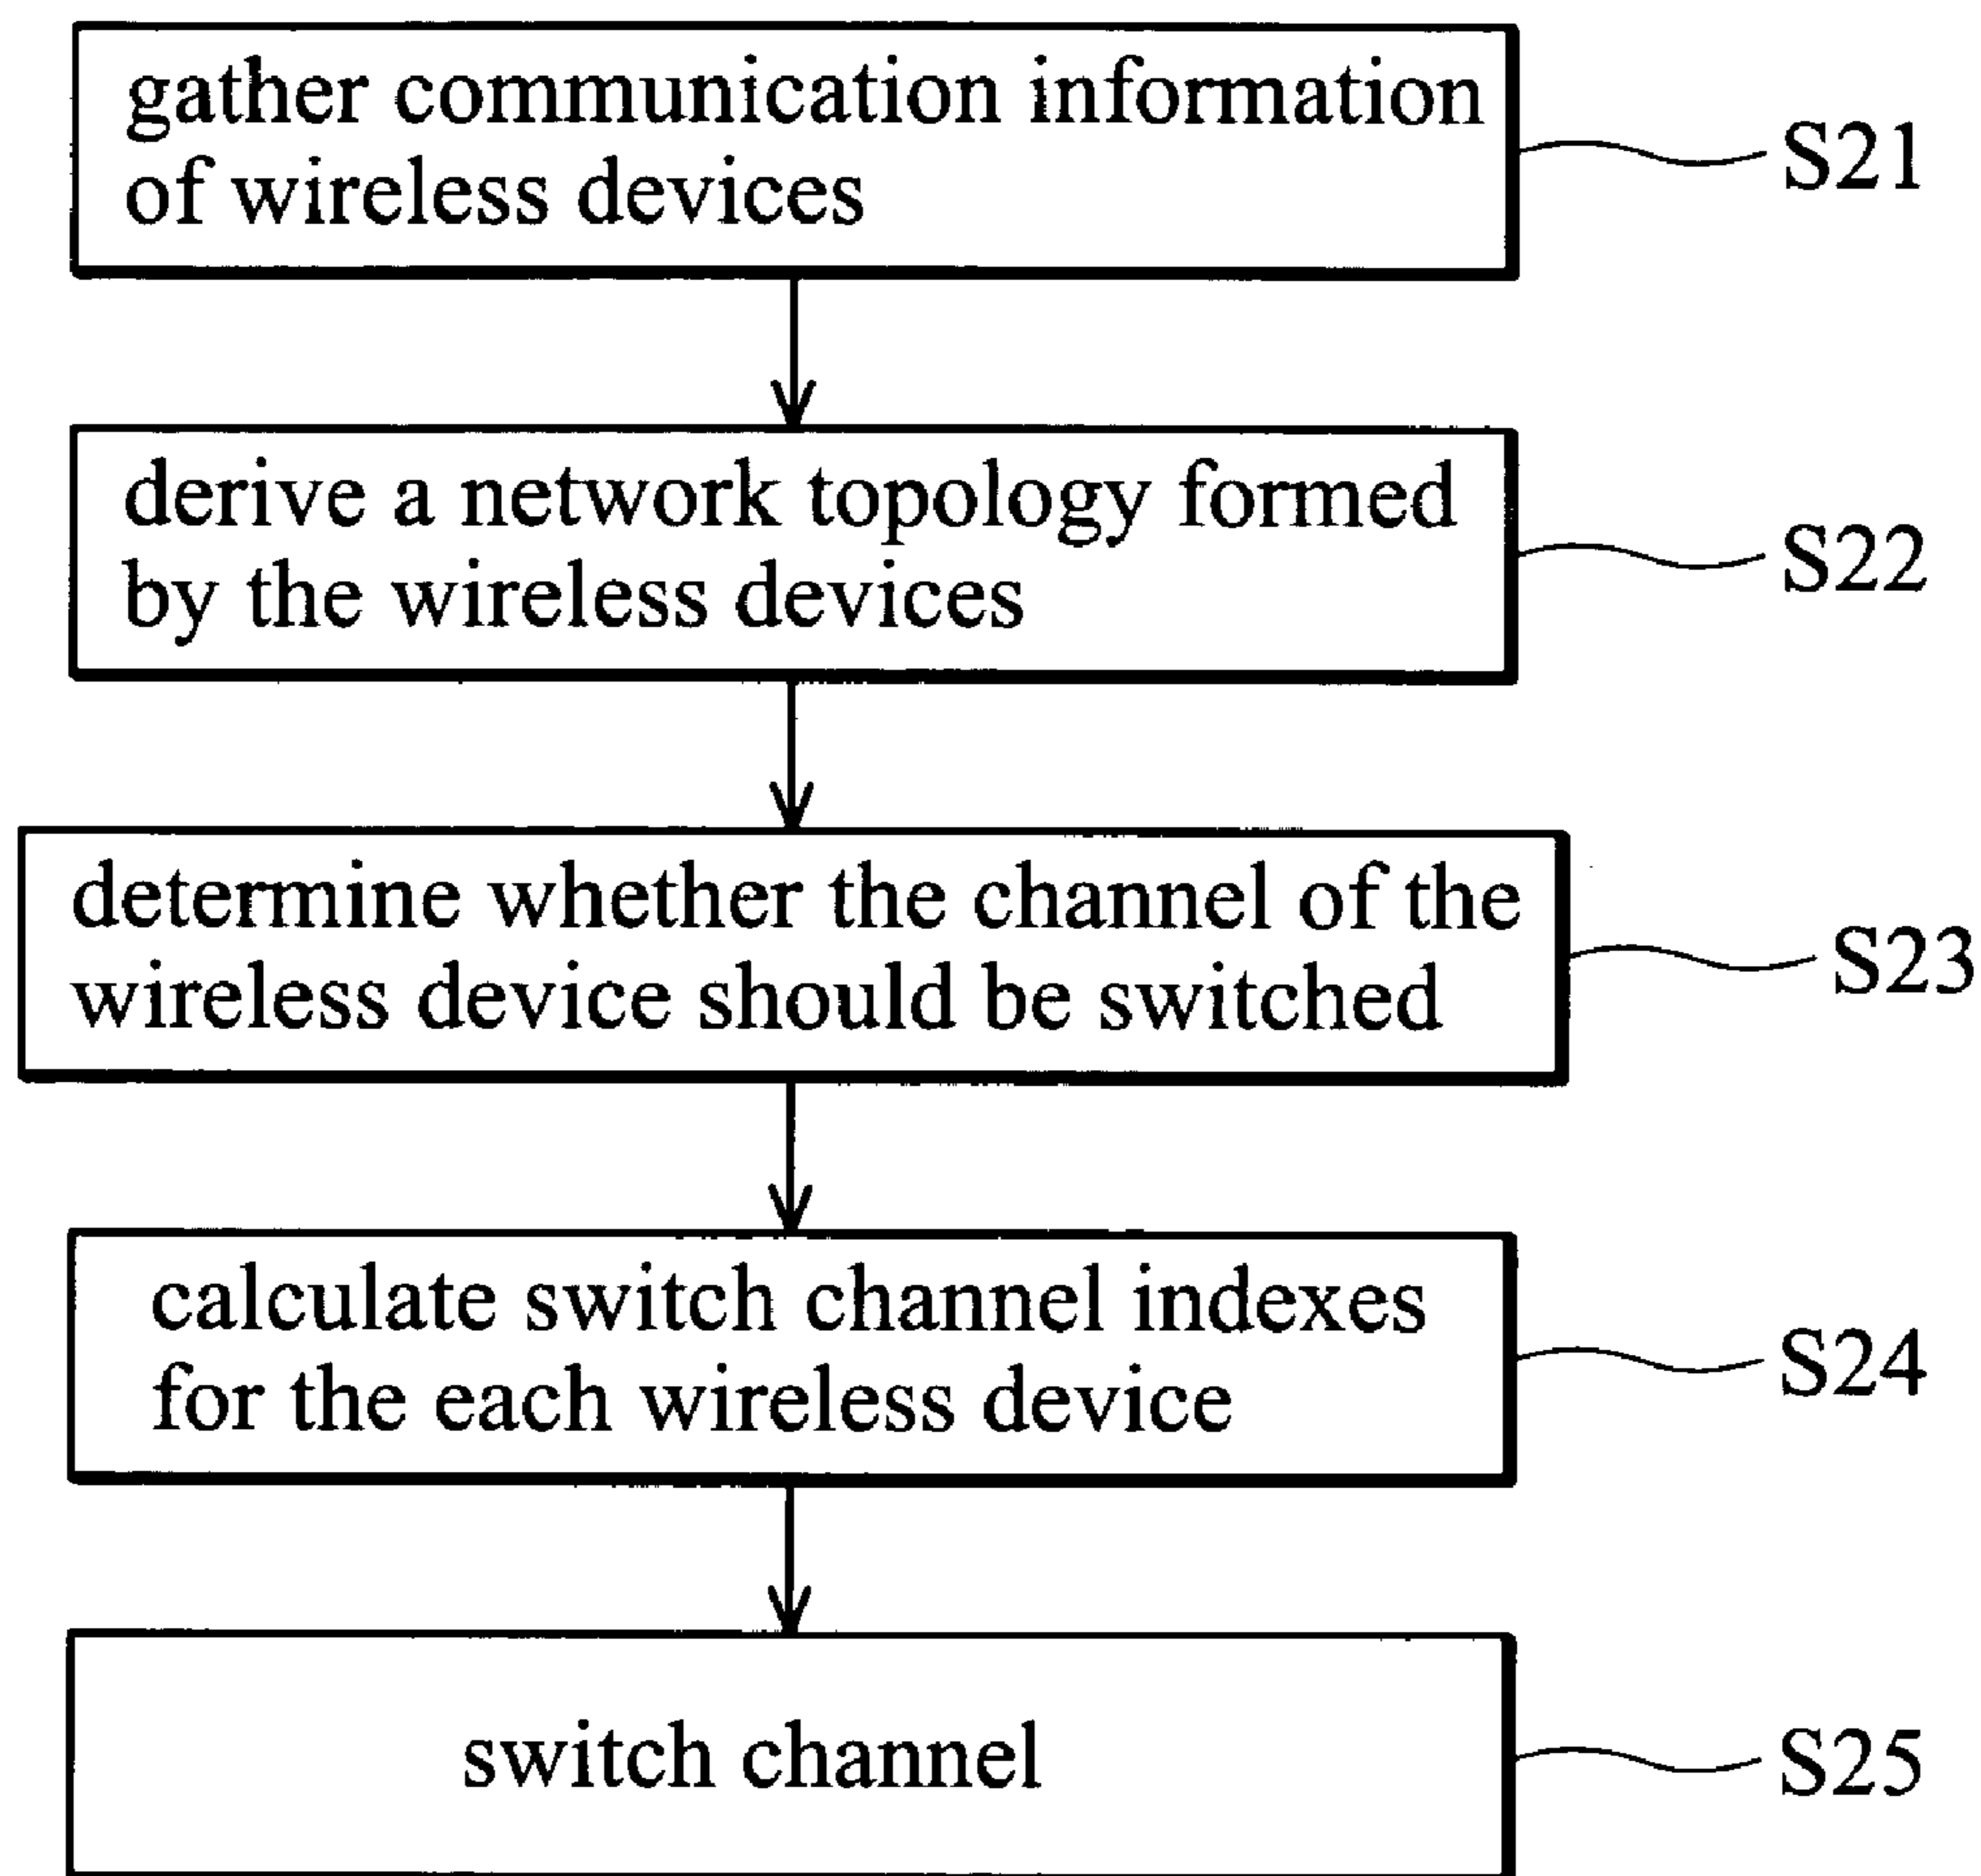 gather communication information
of wireless devices
S21
derive a network topology formed
by the wireless devices
S22
determine whether the channel of the
wireless device should be switched
S23
calculate switch channel indexes
for the each wireless device
S24
switch channel
S25